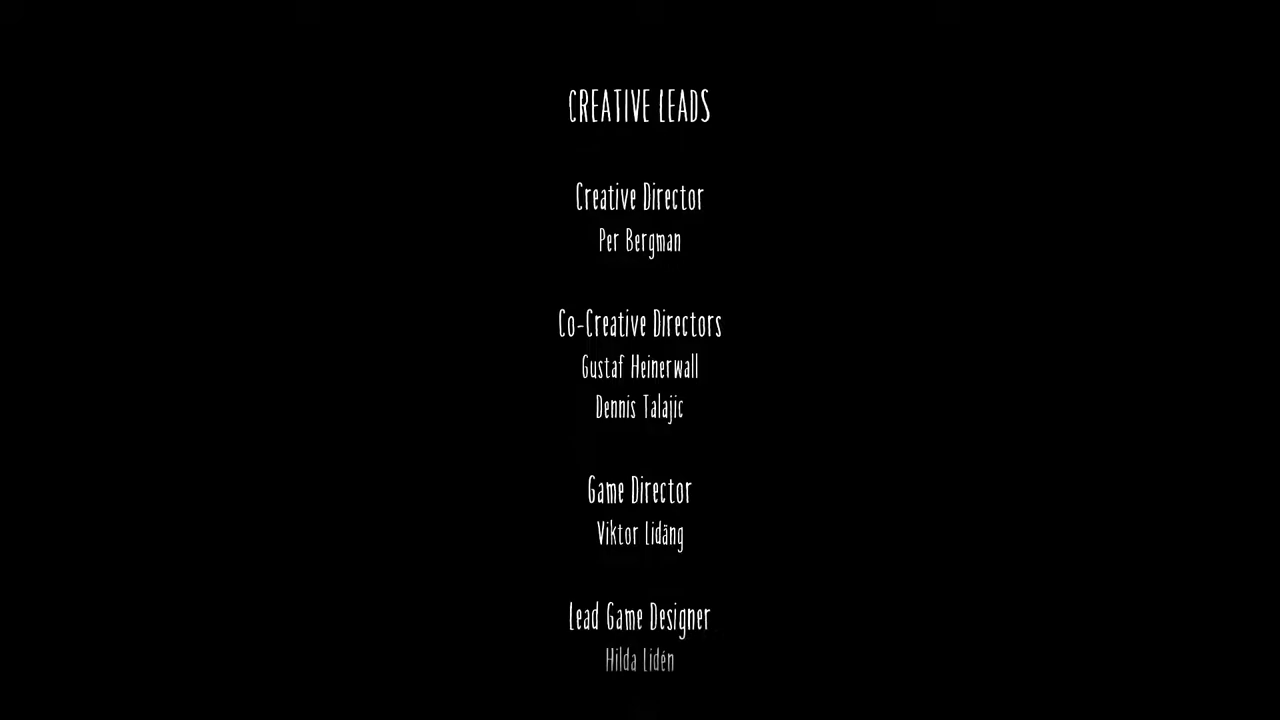 CREATIVE LEADS
Creative Director
Per Bergman
Co-Creative Directors
Gustaf Heinerwall
Dennis Talajic
Game Director
Viktor Lidäng
Lead Game Designer
Hilda Lidén